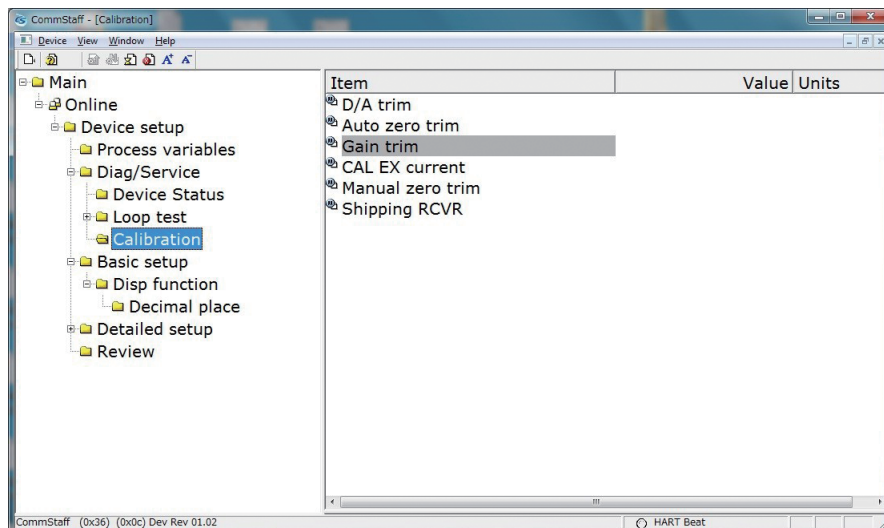 CommStaff - [Calibration]
Device View Window Help
Main
Online
Device setup
Process variables
Diag/Service
Device Status
Loop test
Calibration
Basic setup
Disp function
Decimal place
Detailed setup
Review
Item Value Units
D/A trim
Auto zero trim
Gain trim
CAL EX current
Manual zero trim
Shipping RCVR
CommStaff (0x36) (0x0c) Dev Rev 01.02
HART Beat